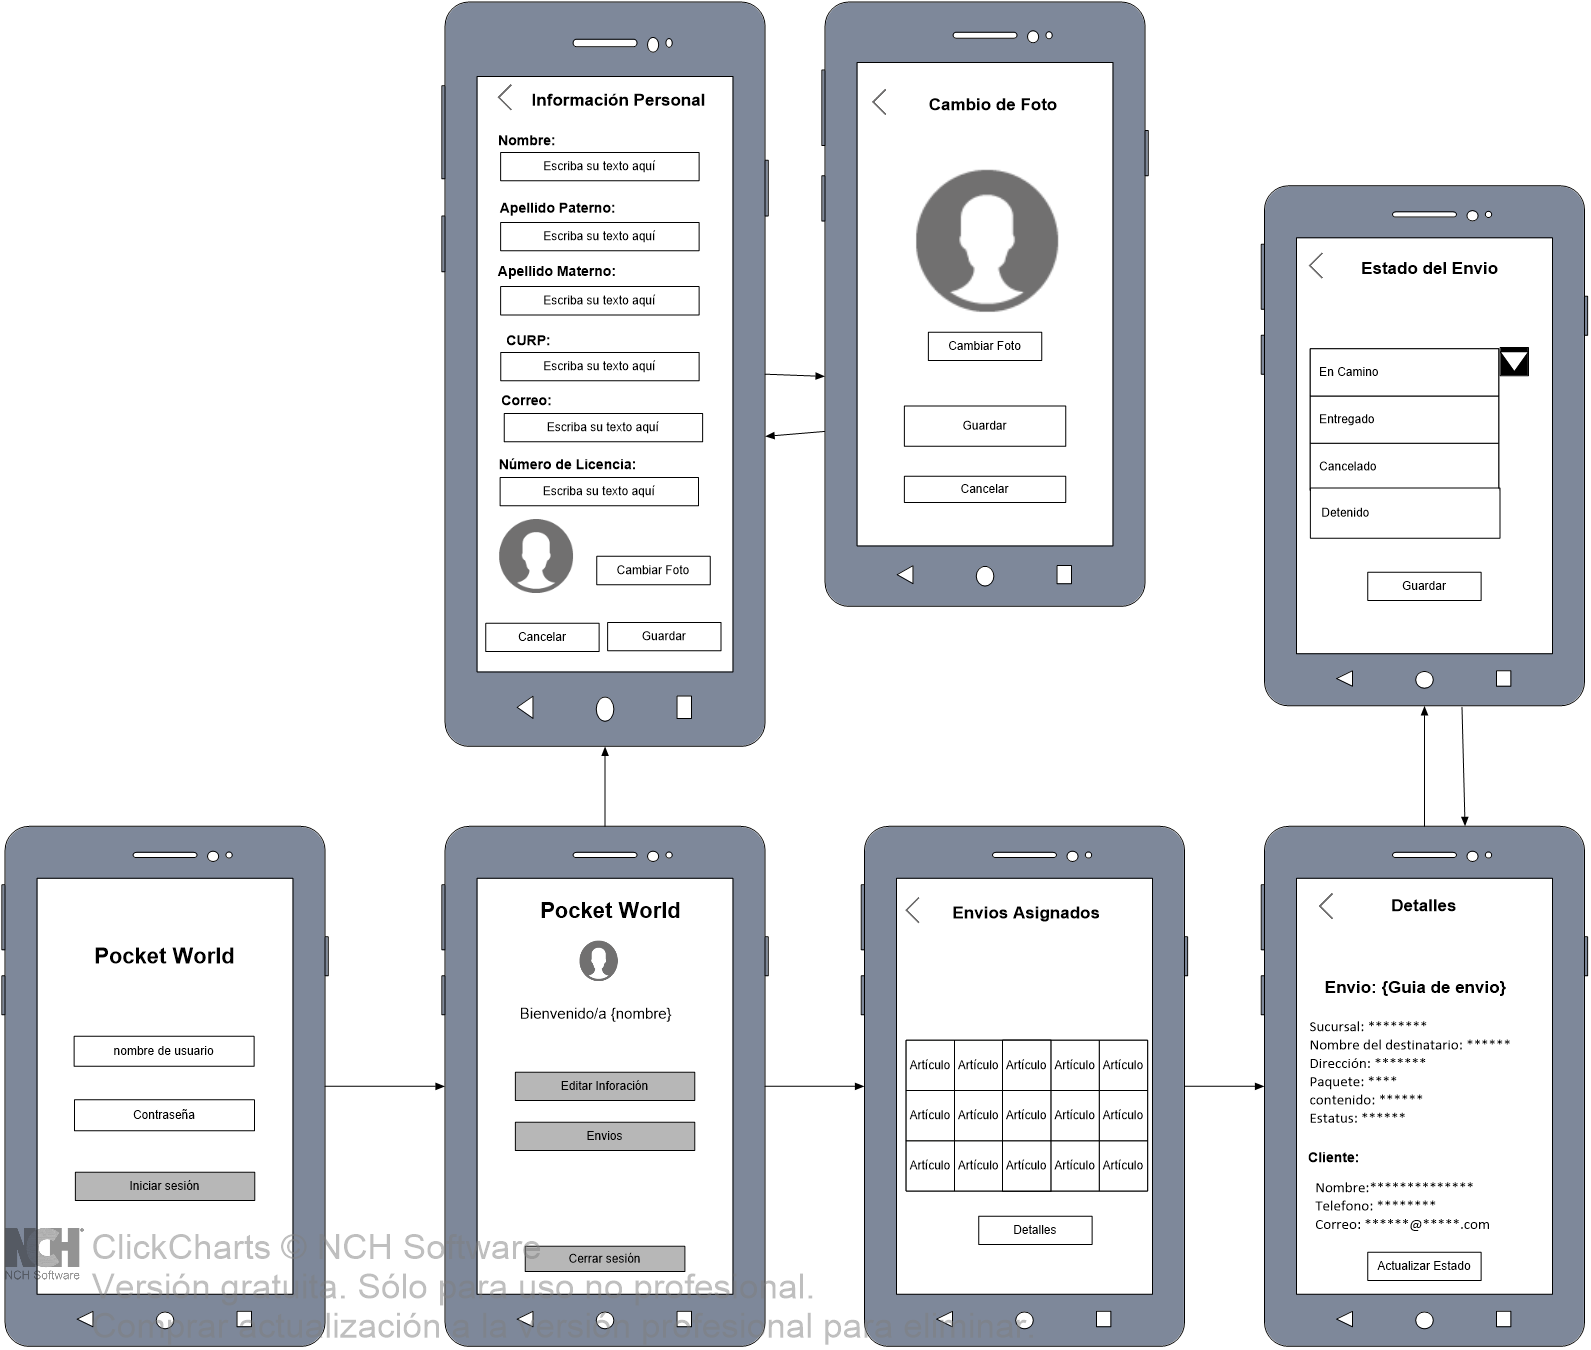 Información Personal
Nombre:
Escriba su texto aquí
Apellido Paterno:
Escriba su texto aquí
Apellido Materno:
Escriba su texto aquí
CURP:
Escriba su texto aquí
Correo:
Escriba su texto aquí
Número de Licencia:
Escriba su texto aquí
Cambiar Foto
Cancelar
Guardar
Cambio de Foto
Cambiar Foto
Guardar
Cancelar
Estado del Envio
En Camino
Entregado
Cancelado
Detenido
Guardar
Pocket World
nombre de usuario
Contraseña
Iniciar sesión
Pocket World
Bienvenido/a {nombre}
Editar Inforación
Envios
Cerrar sesión
Envios Asignados
Artículo Artículo Artículo Artículo Artículo
Artículo Artículo Artículo Artículo Artículo
Artículo Artículo Artículo Artículo Artículo
Detalles
Detalles
Envio: {Guia de envio}
Sucursal: ********
Nombre del destinatario: ******
Dirección: *******
Paquete: ****
contenido: ******
Estatus: ******
Cliente:
Nombre:**************
Telefono: ********
Correo: ******@*****.com
Actualizar Estado
NCH
NCH Software
ClickCharts © NCH Software
Versión gratuita. Sólo para uso no profesional.
Comprar actualización a la versión profesional para eliminar